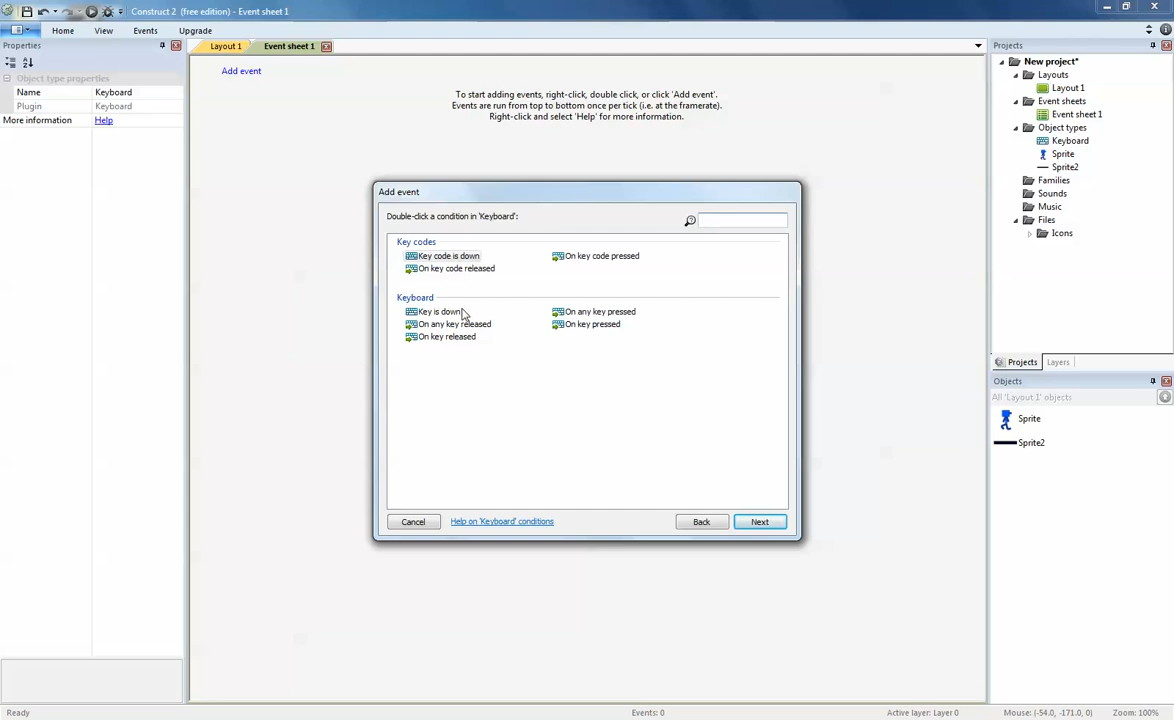 Construct 2 (free edition) - Event sheet 1
Home View Events Upgrade
Properties
Layout 1 Event sheet 1
Projects
Object type properties
Name Keyboard
Plugin Keyboard
More information Help
Add event
To start adding events, right-click, double click, or click 'Add event'.
Events are run from top to bottom once per tick (i.e. at the framerate).
Right-click and select 'Help' for more information.
New project*
Layouts
Layout 1
Event sheets
Event sheet 1
Object types
Keyboard
Sprite
Sprite2
Families
Sounds
Music
Files
Icons
Add event
Double-click a condition in 'Keyboard':
Key codes
Key code is down On key code pressed
On key code released
Keyboard
Key is down On any key pressed
On any key released On key pressed
On key released
Cancel Help on 'Keyboard' conditions Back Next
Projects Layers
Objects
All 'Layout 1' objects
Sprite
Sprite2
Ready Events: 0 Active layer: Layer 0 Mouse: (-54.0, -171.0, 0) Zoom: 100%